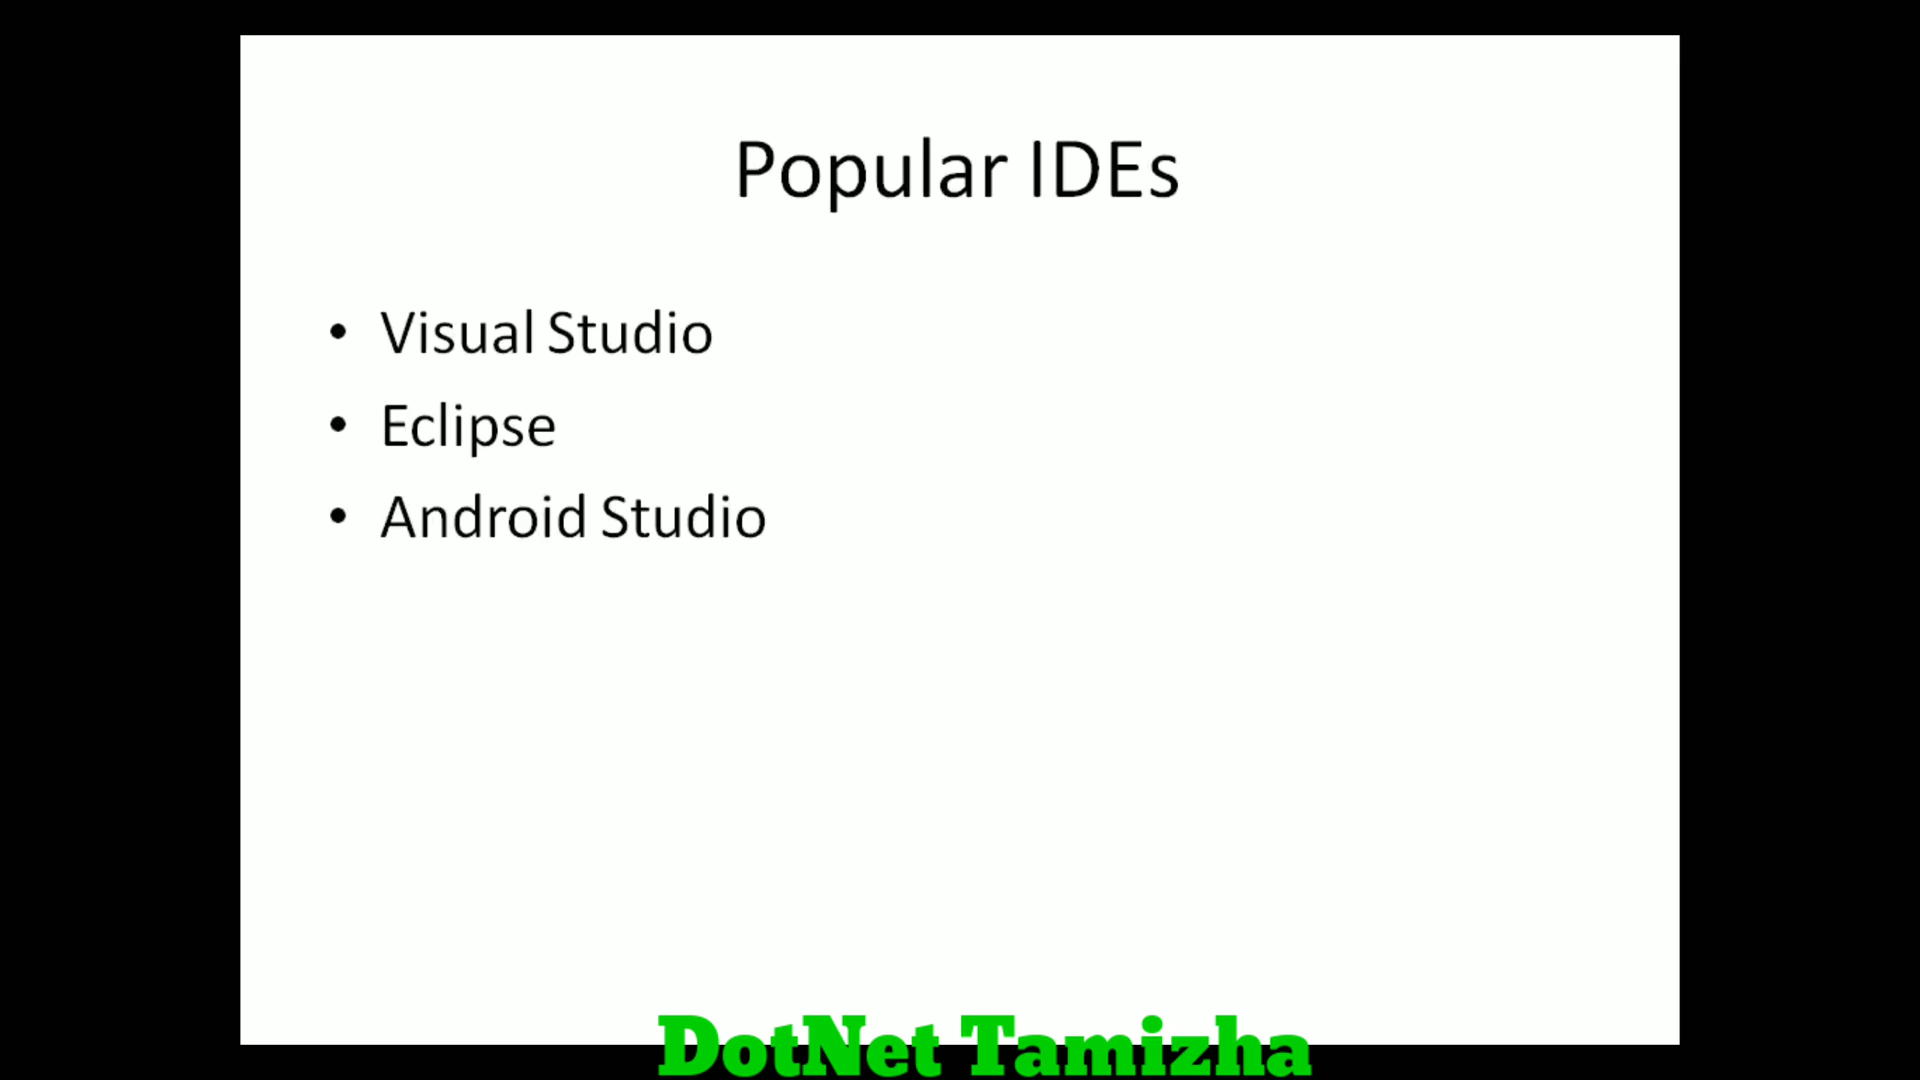 Popular IDEs
• Visual Studio
• Eclipse
• Android Studio
DotNet Tamizha